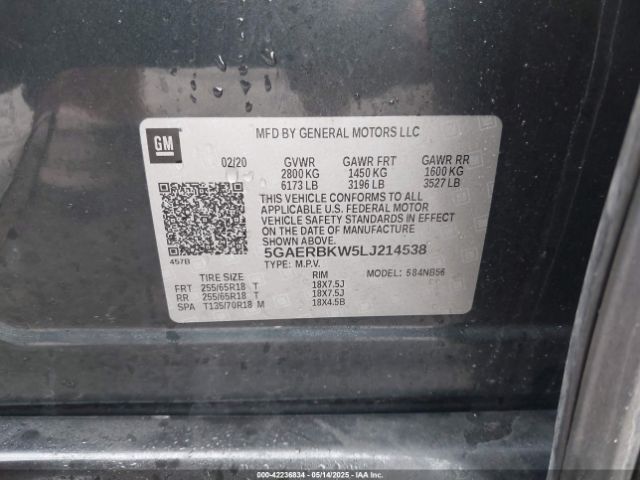 MFD BY GENERAL MOTORS LLC
GM
02/20 GVWR GAWR FRT GAWR RR
2800 KG 1450 KG 1600 KG
6173 LB 3196 LB 3527 LB
THIS VEHICLE CONFORMS TO ALL
APPLICABLE U.S. FEDERAL MOTOR
VEHICLE SAFETY STANDARDS IN EFFECT
ON THE DATE OF MANUFACTURE SHOWN ABOVE.
5GAERBKW5LJ214538
457B
TYPE: M.P.V.
MODEL: 584NB56
TIRE SIZE RIM
FRT 255/65R18 T 18X7.5J
RR 255/65R18 T 18X7.5J
SPA T135/70R18 M 18X4.5B
000-42236834 - 05/14/2025 - IAA Inc.